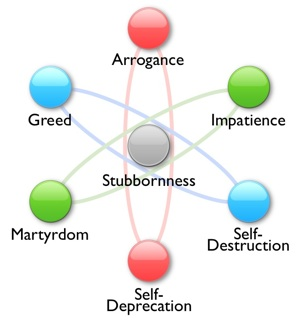 Arrogance
Greed
Impatience
Stubbornness
Martyrdom
Self-
Destruction
Self-
Deprecation